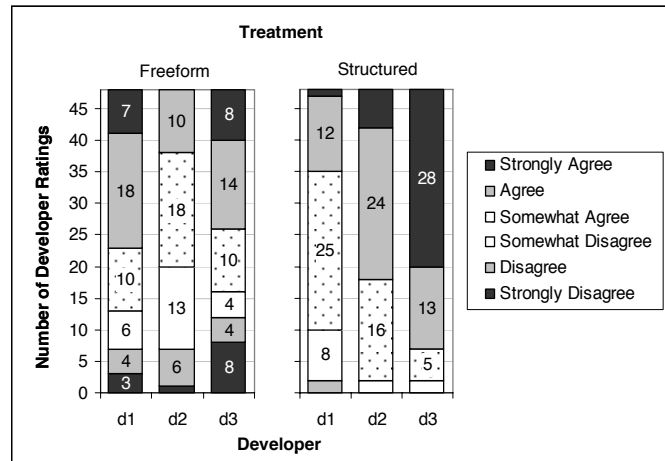 Treatment
Freeform
Structured
Number of Developer Ratings
45
40
35
30
25
20
15
10
5
0
7
18
10
6
4
3
10
18
13
6
8
14
10
4
4
8
12
25
8
24
16
28
13
5
d1 d2 d3 d1 d2 d3
Developer
Strongly Agree
Agree
Somewhat Agree
Somewhat Disagree
Disagree
Strongly Disagree